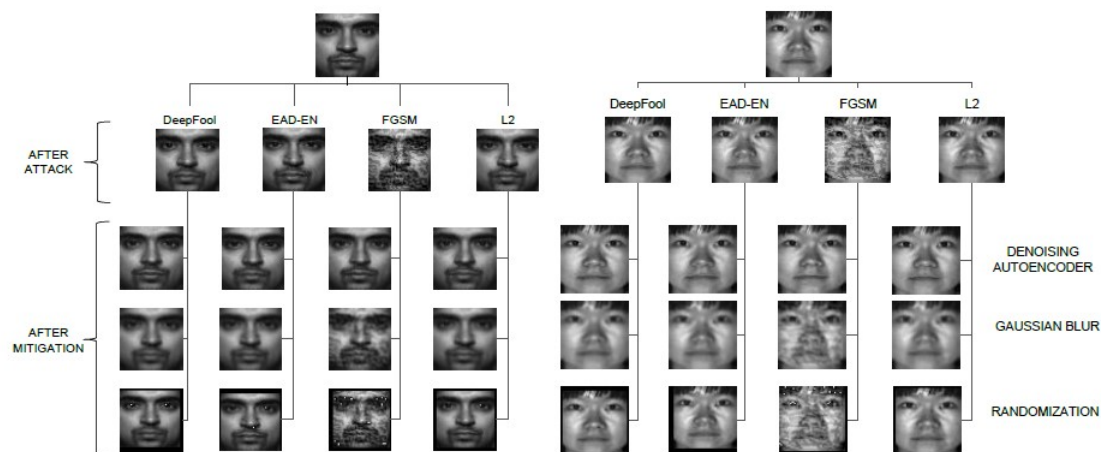 DeepFool EAD-EN FGSM L2
DeepFool EAD-EN FGSM L2
AFTER
ATTACK
DENOISING
AUTOENCODER
AFTER
MITIGATION
GAUSSIAN BLUR
RANDOMIZATION